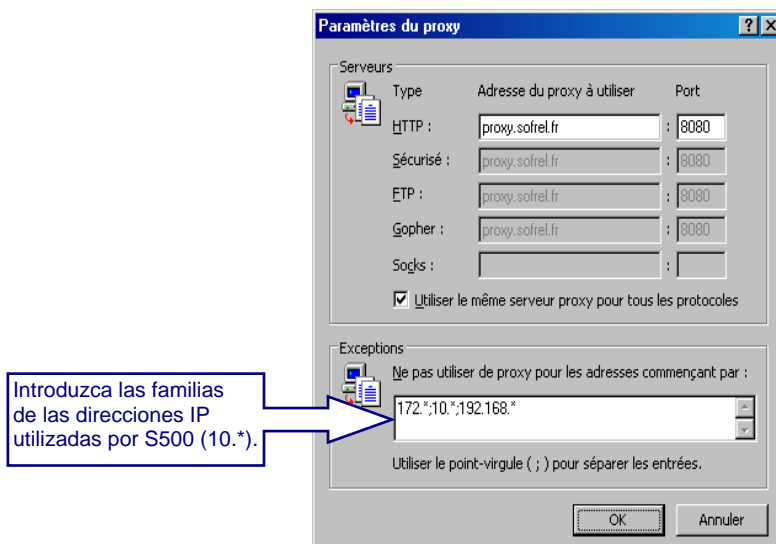 Paramètres du proxy
Serveurs
Type Adresse du proxy à utiliser Port
HTTP : proxy.sofrel.fr : 8080
Sécurisé : proxy.sofrel.fr : 8080
FTP : proxy.sofrel.fr : 8080
Gopher : proxy.sofrel.fr : 8080
Socks : :
Utiliser le même serveur proxy pour tous les protocoles
Exceptions
Ne pas utiliser de proxy pour les adresses commençant par :
172.*;10.*;192.168.*
Utiliser le point-virgule ( ; ) pour séparer les entrées.
OK Annuler
Introduzca las familias
de las direcciones IP
utilizadas por S500 (10.*).